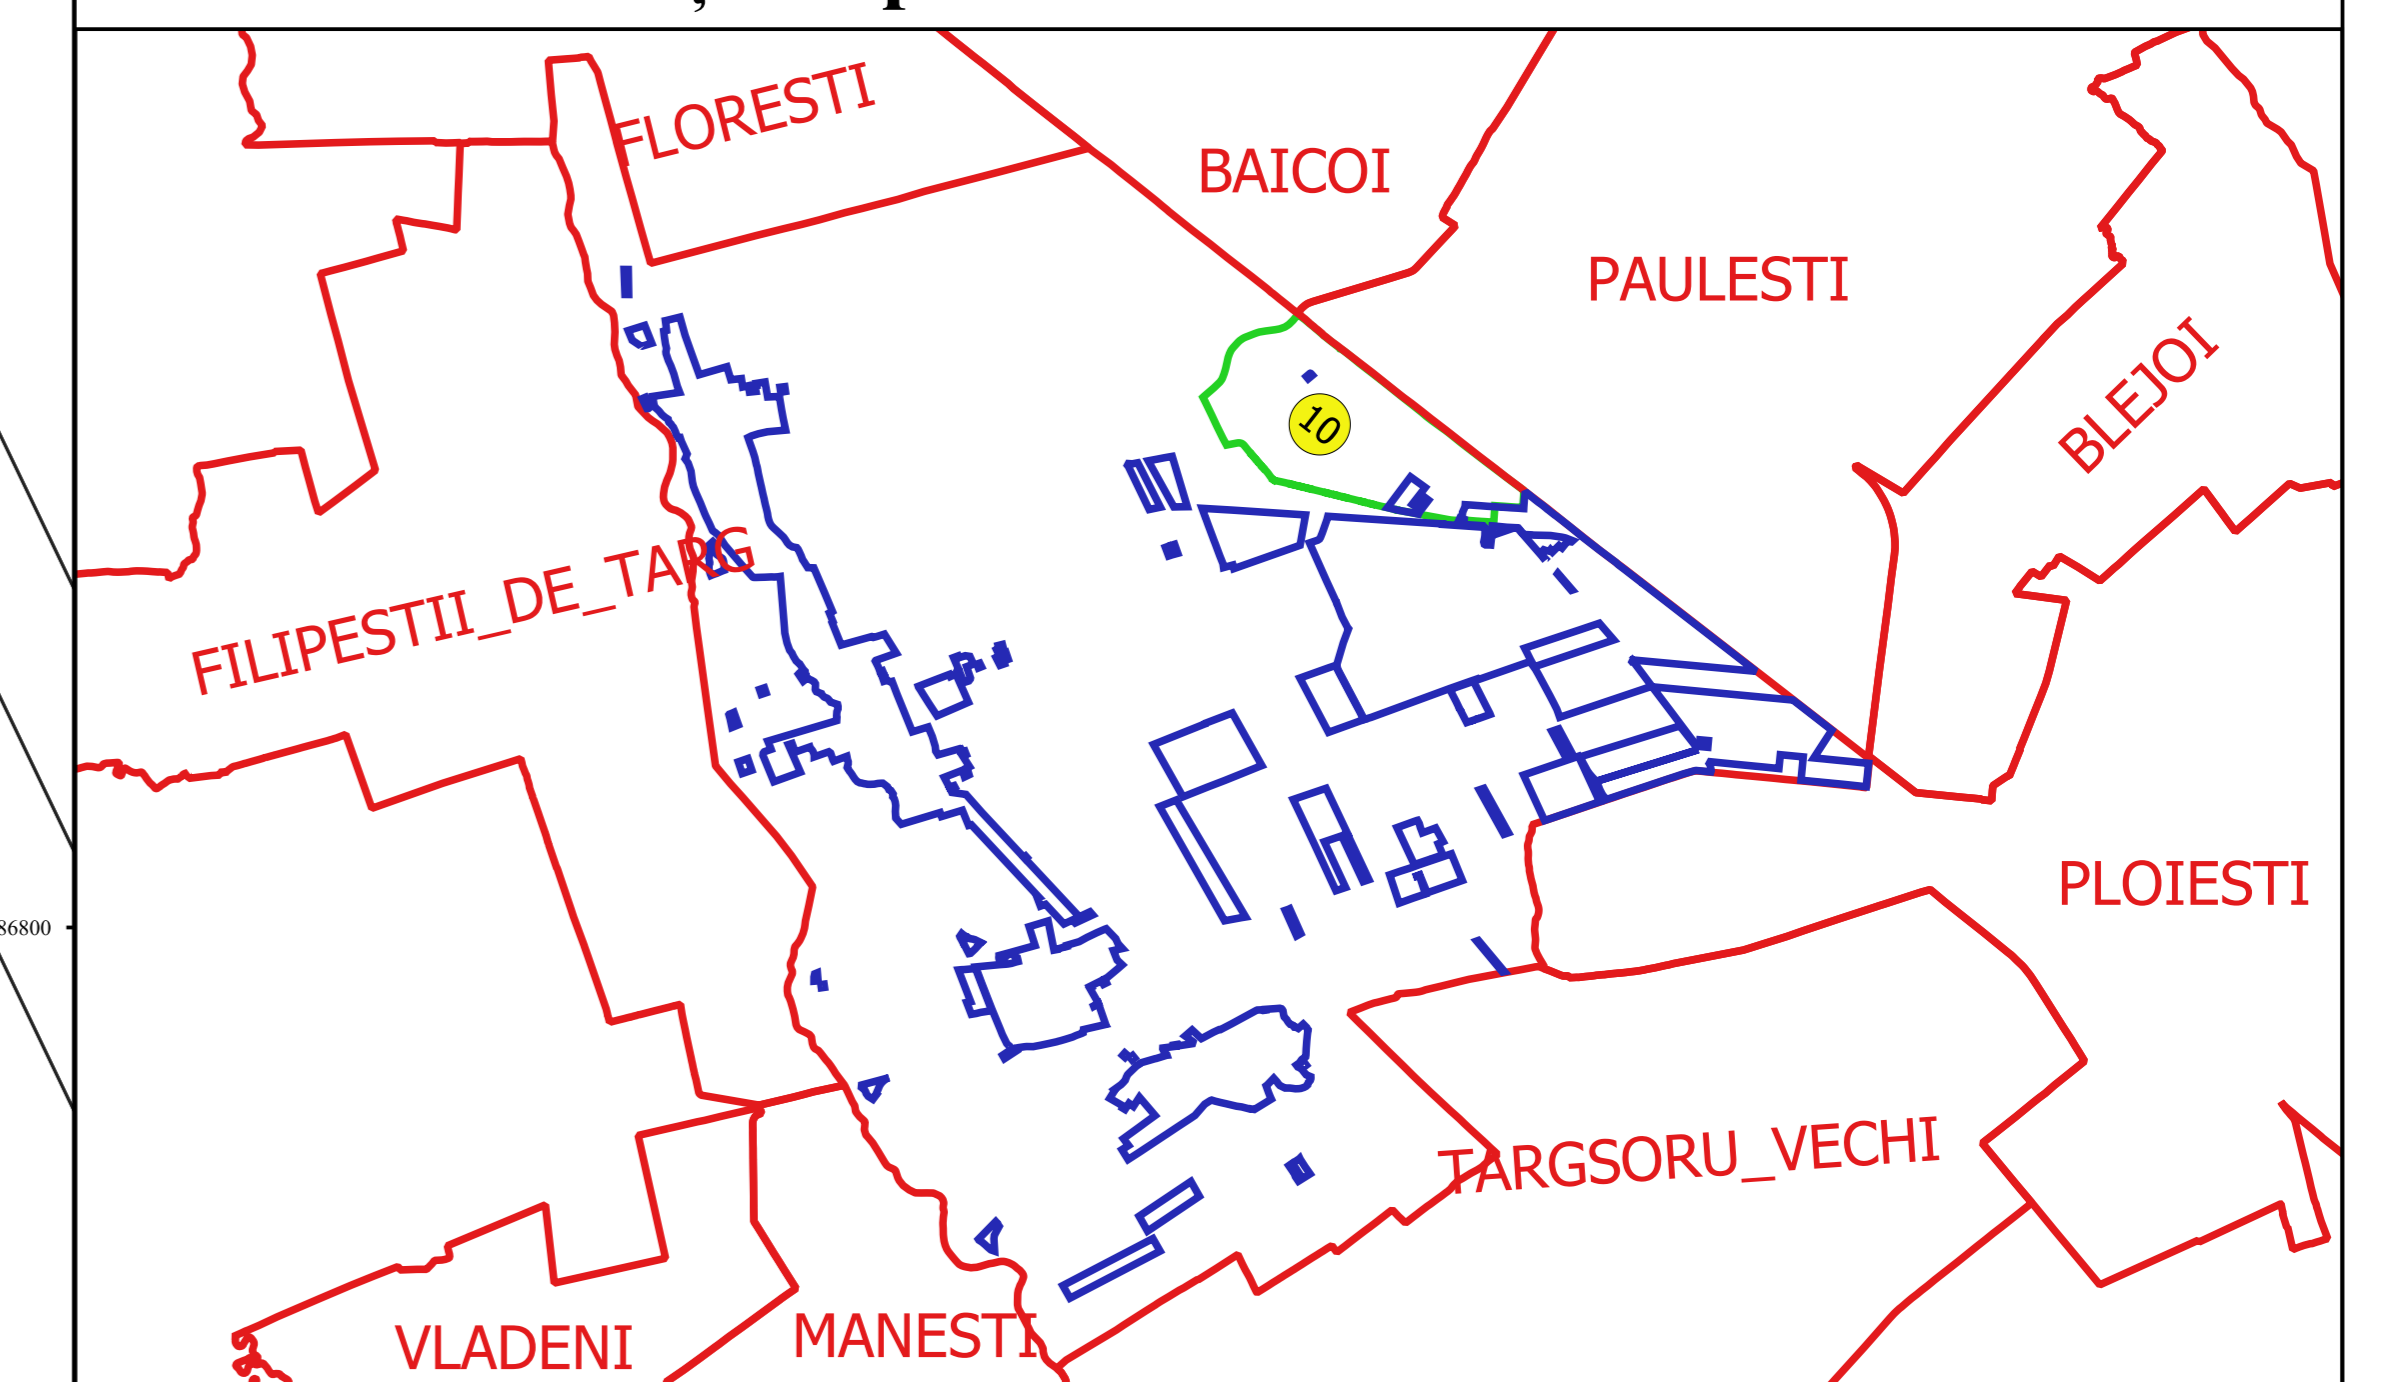 FLORESTI
BAICOI
PAULESTI
BLEJOI
10
FILIPESTII_DE_TARG
PLOIESTI
86800
TARGSORU_VECHI
VLADENI
MANESTI